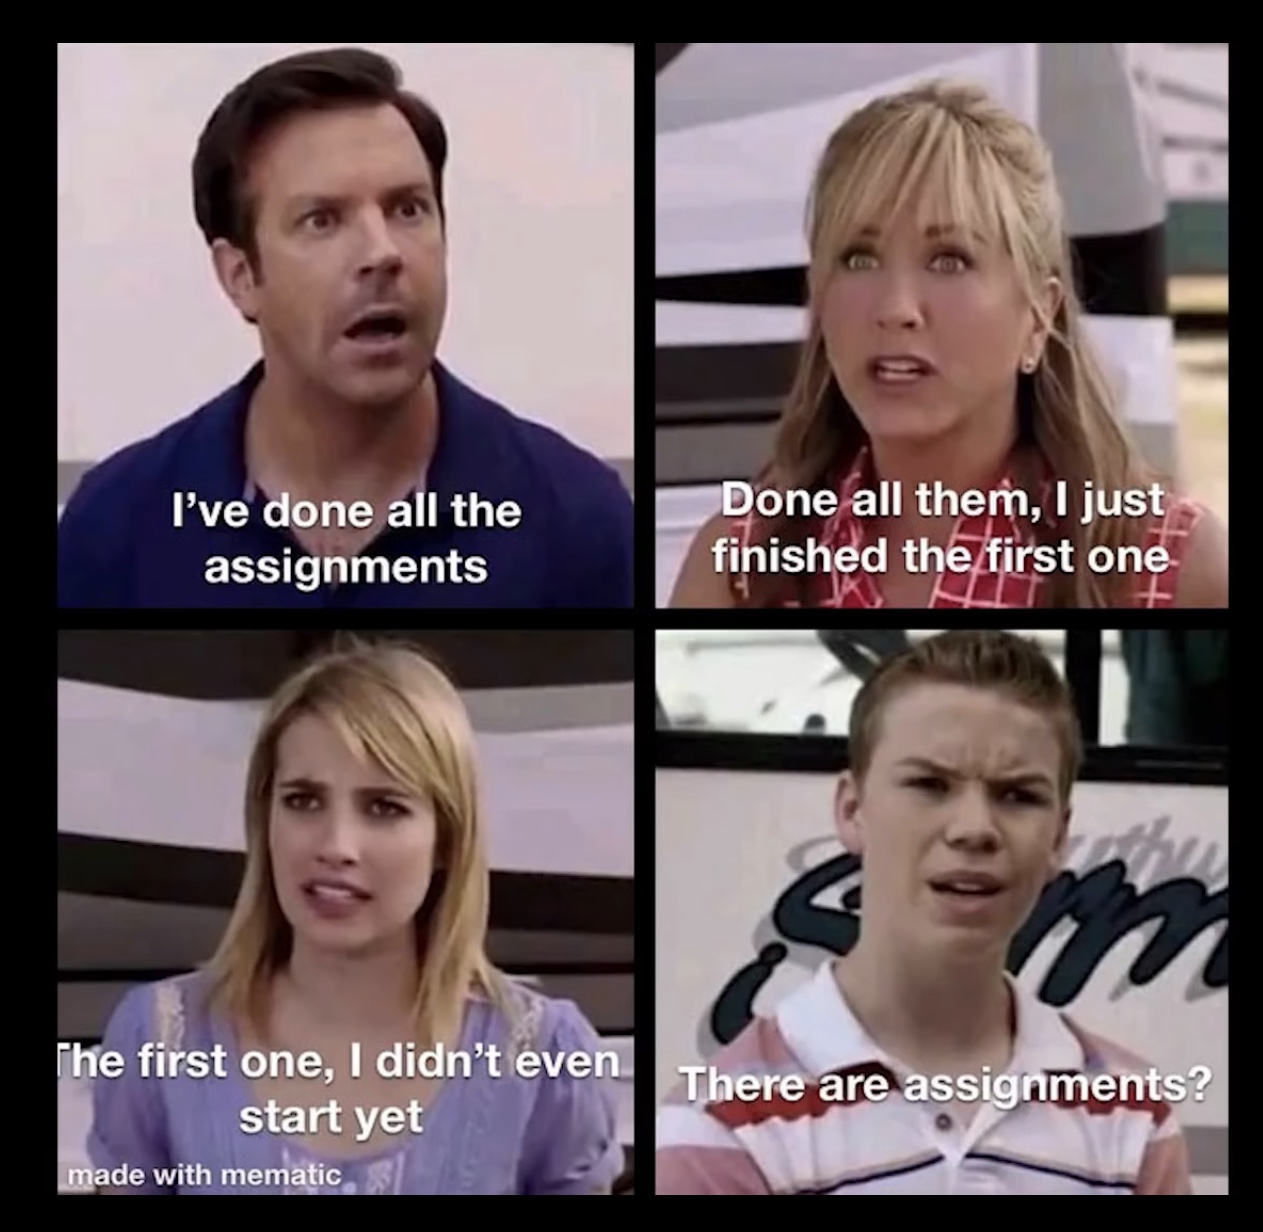 I've done all the
assignments
Done all them, I just
finished the first one
The first one, I didn't even
start yet
made with mematic
There are assignments?